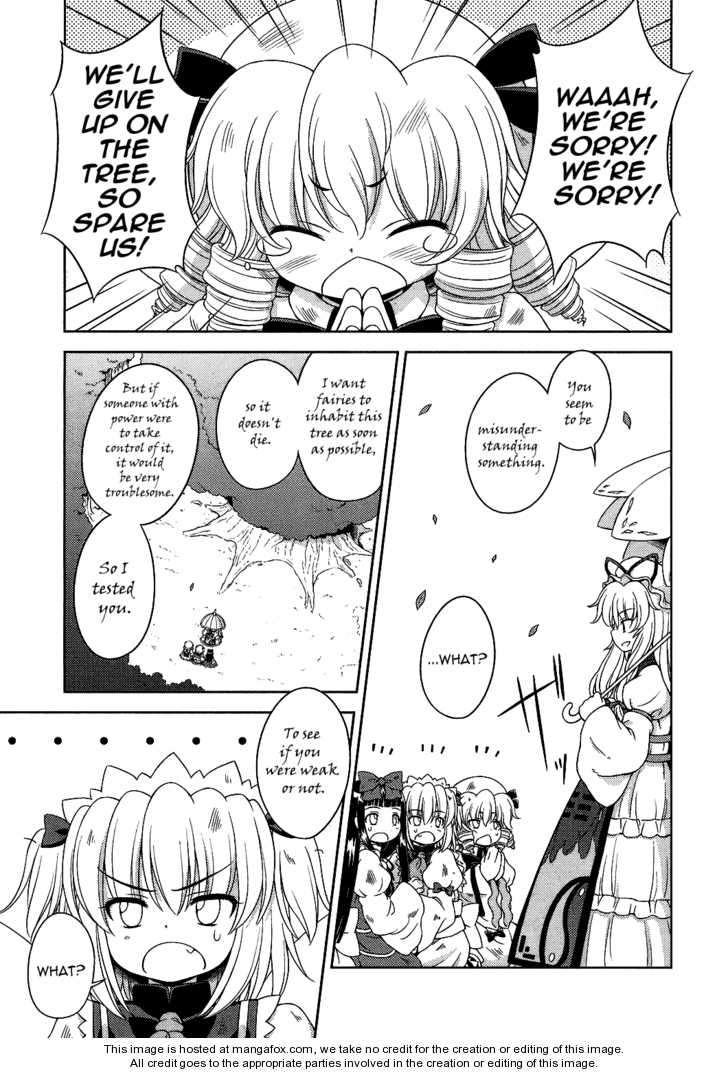 WAAAH,
WE'RE
SORRY!
WE'RE
SORRY!
WE'LL
GIVE
UP ON
THE
TREE,
SO
SPARE
US!
You
seem
to be
misunder-
standing
something.
...WHAT?
I want
fairies to
inhabit this
tree as soon
as possible,
so it
doesn't
die.
But if
someone with
power were
to take
control of it,
it would
be very
troublesome.
So I
tested
you.
To see
if you
were weak
or not.
WHAT?
This image is hosted at mangafox.com, we take no credit for the creation or editing of this image.
All credit goes to the appropriate parties involved in the creation or editing of this image.